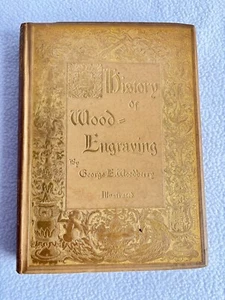 A History
of
Wood=
Engraving
By
George E. Woodberry
Illustrated